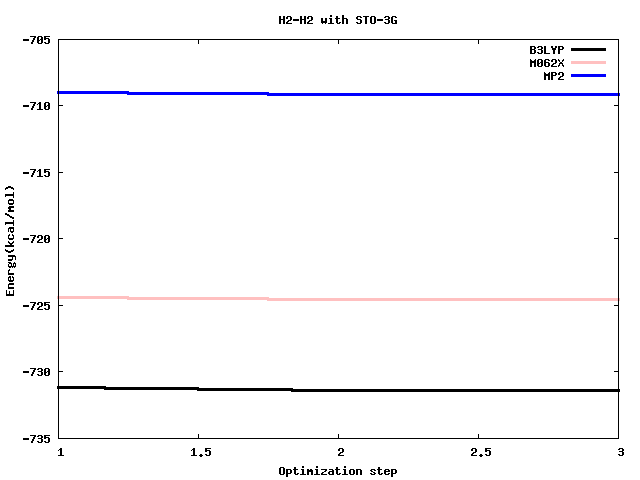 H2-H2 with STO-3G
B3LYP
M062X
MP2
-705
-710
-715
-720
-725
-730
-735
Energy(kcal/mol)
1 1.5 2 2.5 3
Optimization step